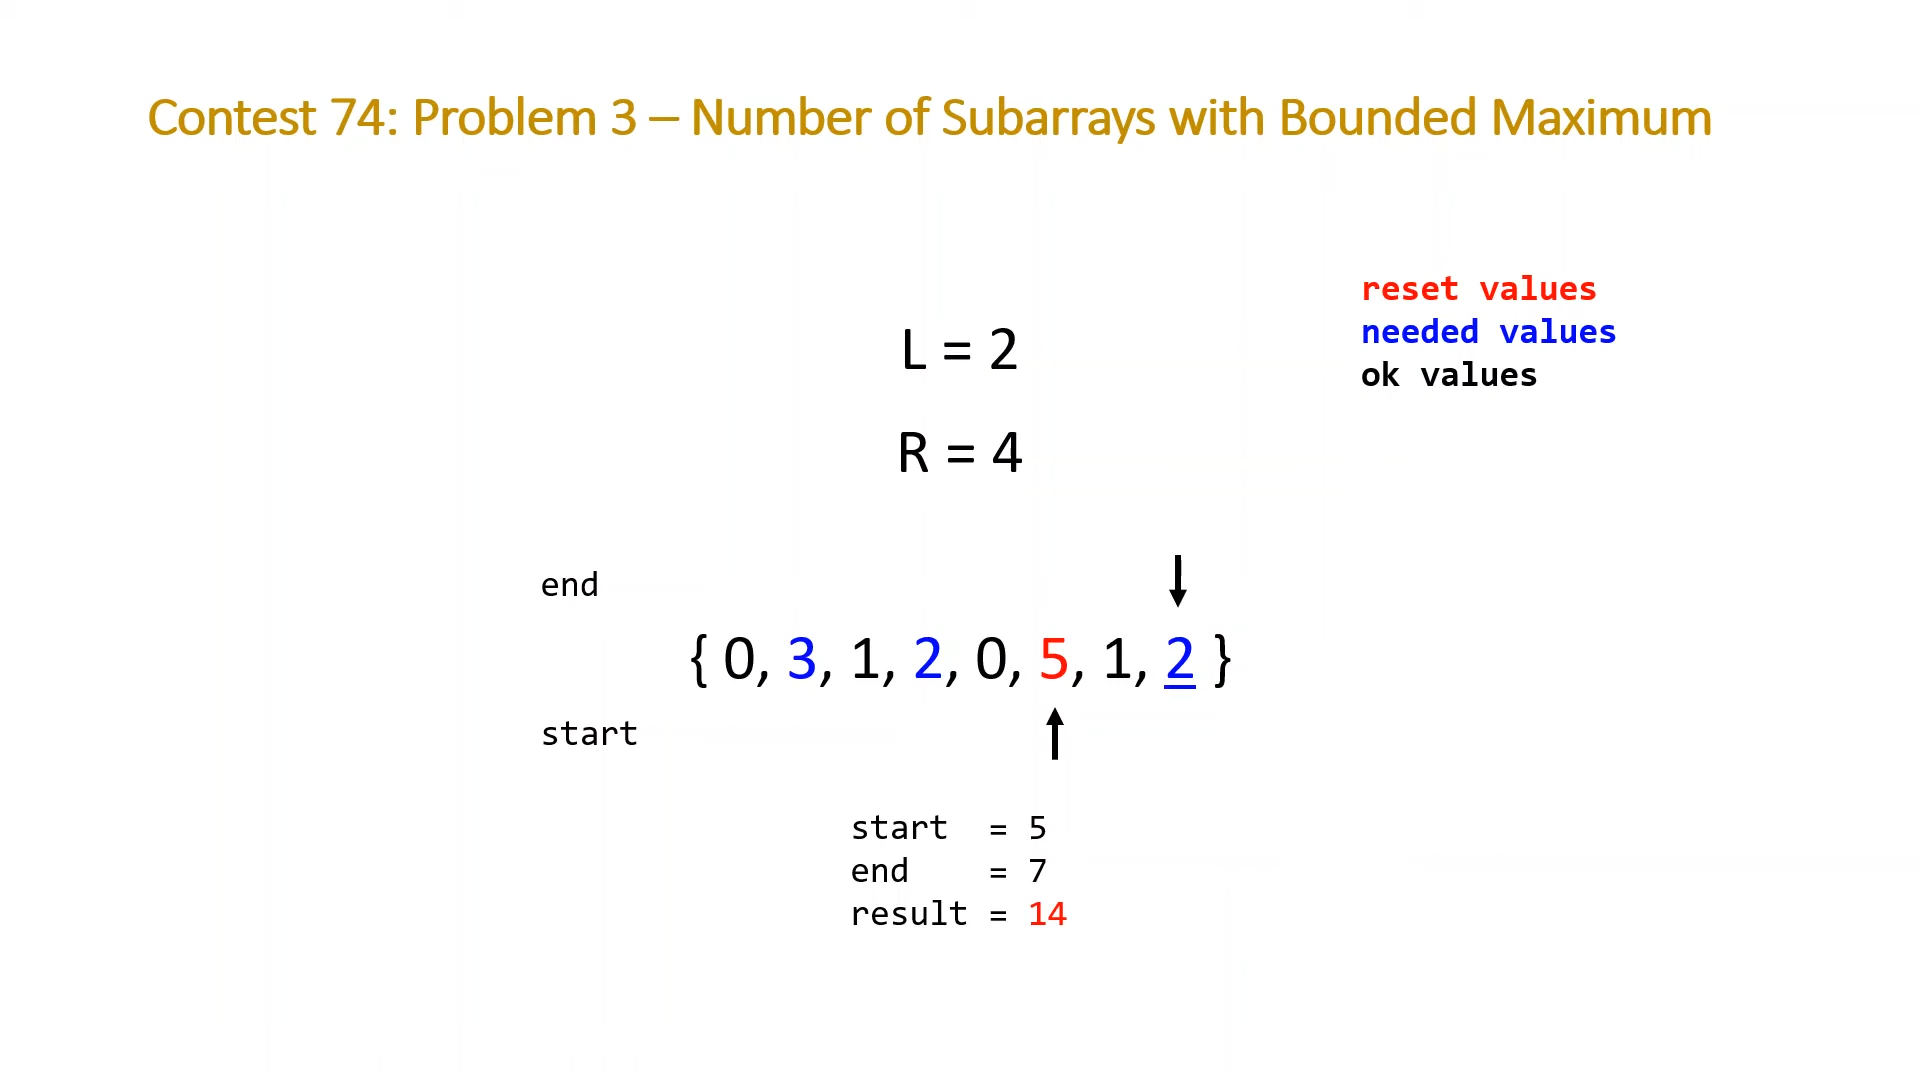 Contest 74: Problem 3 – Number of Subarrays with Bounded Maximum
reset values
needed values
ok values
L = 2
R = 4
end
{ 0, 3, 1, 2, 0, 5, 1, 2 }
start
start = 5
end = 7
result = 14